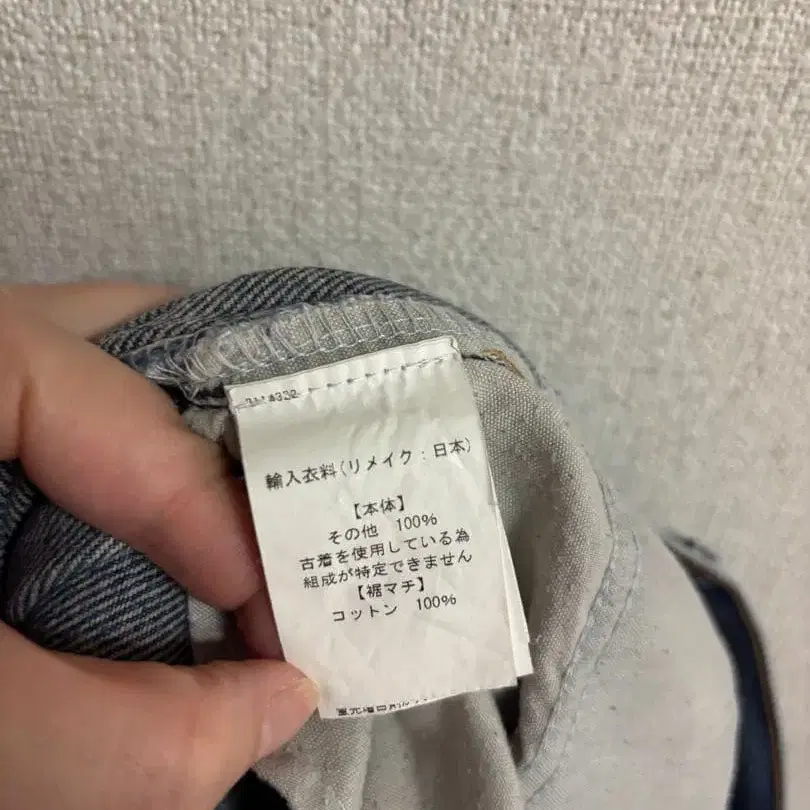 輸入衣料(リメイク:日本)
【本体】
その他 100%
古着を使用している為
組成が特定できません
【裾マチ】
コットン 100%